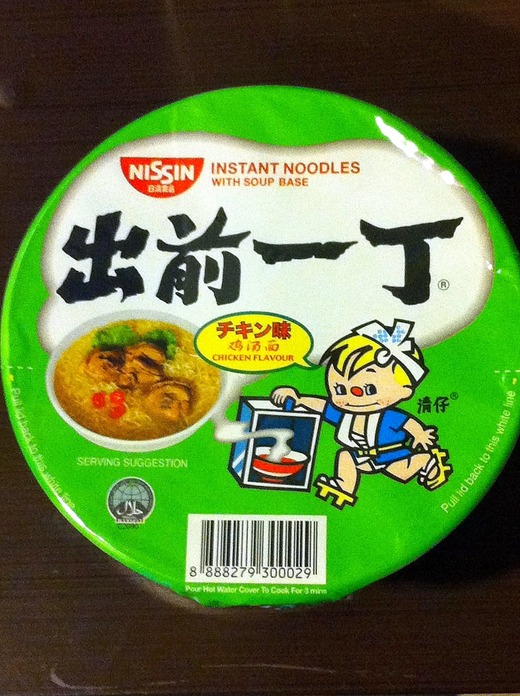 NISSIN
日清食品
INSTANT NOODLES
WITH SOUP BASE
出前一丁®
チキン味
鸡汤面
CHICKEN FLAVOUR
清仔®
Pull lid back to this white line
Pull lid back to this white line
SERVING SUGGESTION
8 888279 300029
Pour Hot Water Cover To Cook For 3 mins